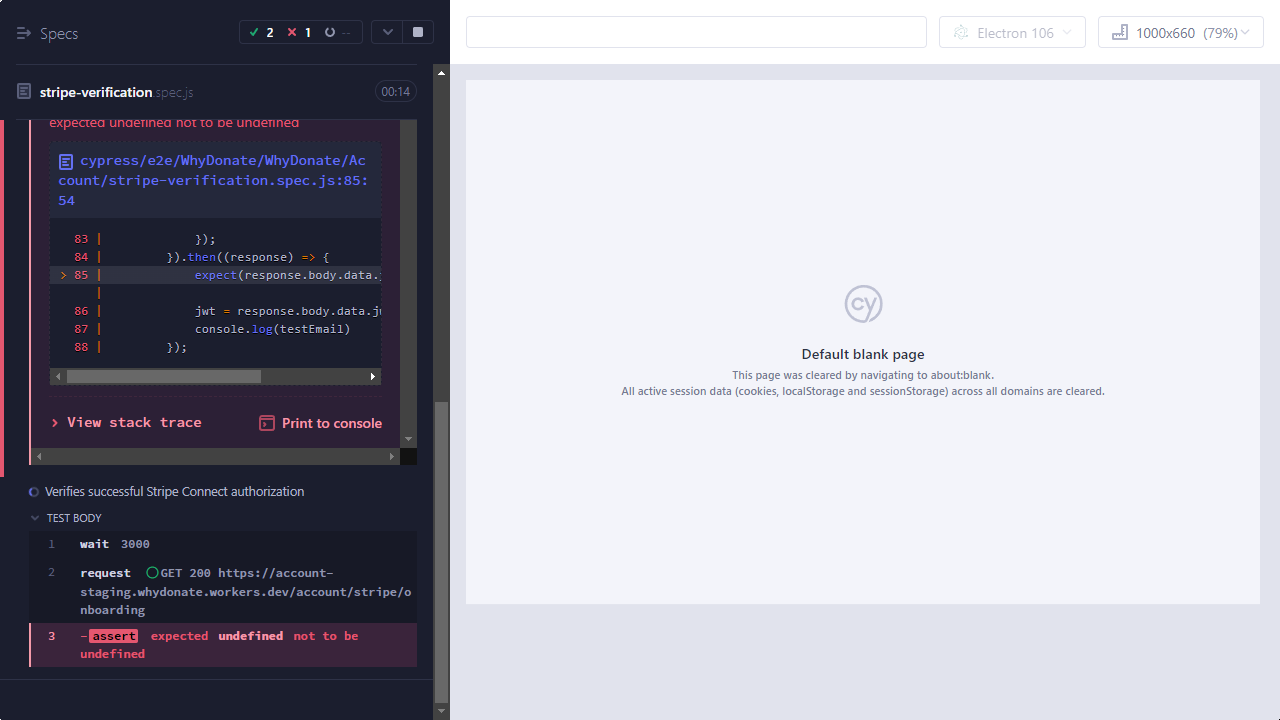 Specs
2
1
--
Electron 106
1000x660 (79%)
stripe-verification.spec.js
00:14
expected undefined not to be undefined
cypress/e2e/WhyDonate/WhyDonate/Ac
count/stripe-verification.spec.js:85:
54
83 | });
84 | }).then((response) => {
> 85 | expect(response.body.data.
|
86 | jwt = response.body.data.j
87 | console.log(testEmail)
88 | });
View stack trace
Print to console
Verifies successful Stripe Connect authorization
TEST BODY
1 wait 3000
2 request GET 200 https://account-
staging.whydonate.workers.dev/account/stripe/o
nboarding
3 -assert expected undefined not to be
undefined
cy
Default blank page
This page was cleared by navigating to about:blank.
All active session data (cookies, localStorage and sessionStorage) across all domains are cleared.